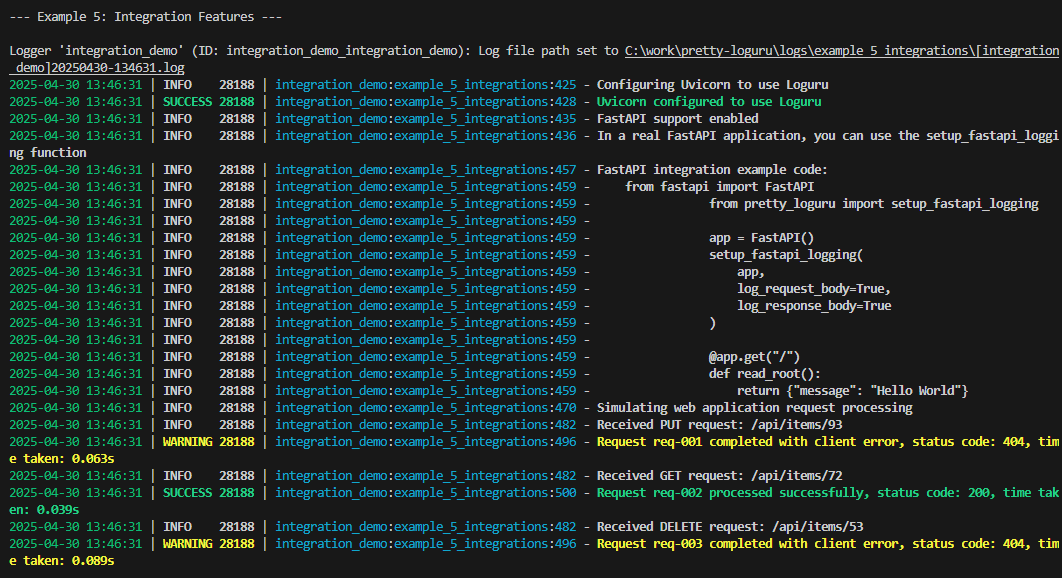 --- Example 5: Integration Features ---

Logger 'integration_demo' (ID: integration_demo_integration_demo): Log file path set to C:\work\pretty-loguru\logs\example_5_integrations\[integration
_demo]20250430-134631.log
2025-04-30 13:46:31 | INFO    28188 | integration_demo:example_5_integrations:425 - Configuring Uvicorn to use Loguru
2025-04-30 13:46:31 | SUCCESS 28188 | integration_demo:example_5_integrations:428 - Uvicorn configured to use Loguru
2025-04-30 13:46:31 | INFO    28188 | integration_demo:example_5_integrations:435 - FastAPI support enabled
2025-04-30 13:46:31 | INFO    28188 | integration_demo:example_5_integrations:436 - In a real FastAPI application, you can use the setup_fastapi_loggi
ng function
2025-04-30 13:46:31 | INFO    28188 | integration_demo:example_5_integrations:457 - FastAPI integration example code:
2025-04-30 13:46:31 | INFO    28188 | integration_demo:example_5_integrations:459 -     from fastapi import FastAPI
2025-04-30 13:46:31 | INFO    28188 | integration_demo:example_5_integrations:459 -                 from pretty_loguru import setup_fastapi_logging
2025-04-30 13:46:31 | INFO    28188 | integration_demo:example_5_integrations:459 -
2025-04-30 13:46:31 | INFO    28188 | integration_demo:example_5_integrations:459 -                 app = FastAPI()
2025-04-30 13:46:31 | INFO    28188 | integration_demo:example_5_integrations:459 -                 setup_fastapi_logging(
2025-04-30 13:46:31 | INFO    28188 | integration_demo:example_5_integrations:459 -                     app,
2025-04-30 13:46:31 | INFO    28188 | integration_demo:example_5_integrations:459 -                     log_request_body=True,
2025-04-30 13:46:31 | INFO    28188 | integration_demo:example_5_integrations:459 -                     log_response_body=True
2025-04-30 13:46:31 | INFO    28188 | integration_demo:example_5_integrations:459 -                 )
2025-04-30 13:46:31 | INFO    28188 | integration_demo:example_5_integrations:459 -
2025-04-30 13:46:31 | INFO    28188 | integration_demo:example_5_integrations:459 -                 @app.get("/")
2025-04-30 13:46:31 | INFO    28188 | integration_demo:example_5_integrations:459 -                 def read_root():
2025-04-30 13:46:31 | INFO    28188 | integration_demo:example_5_integrations:459 -                     return {"message": "Hello World"}
2025-04-30 13:46:31 | INFO    28188 | integration_demo:example_5_integrations:470 - Simulating web application request processing
2025-04-30 13:46:31 | INFO    28188 | integration_demo:example_5_integrations:482 - Received PUT request: /api/items/93
2025-04-30 13:46:31 | WARNING 28188 | integration_demo:example_5_integrations:496 - Request req-001 completed with client error, status code: 404, tim
e taken: 0.063s
2025-04-30 13:46:31 | INFO    28188 | integration_demo:example_5_integrations:482 - Received GET request: /api/items/72
2025-04-30 13:46:31 | SUCCESS 28188 | integration_demo:example_5_integrations:500 - Request req-002 processed successfully, status code: 200, time tak
en: 0.039s
2025-04-30 13:46:31 | INFO    28188 | integration_demo:example_5_integrations:482 - Received DELETE request: /api/items/53
2025-04-30 13:46:31 | WARNING 28188 | integration_demo:example_5_integrations:496 - Request req-003 completed with client error, status code: 404, tim
e taken: 0.089s